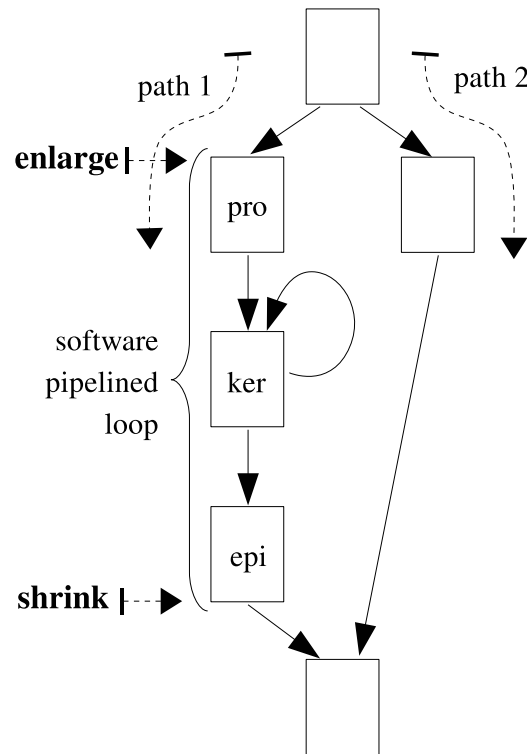 path 1
path 2
enlarge
pro
software
pipelined
loop
ker
epi
shrink